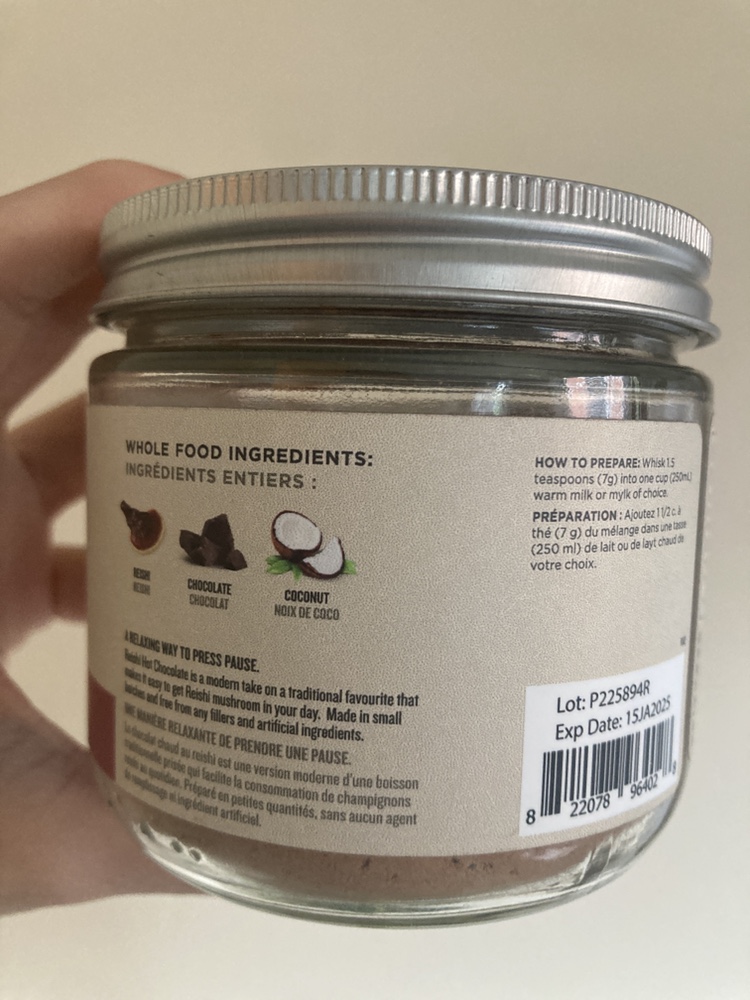 WHOLE FOOD INGREDIENTS:
INGRÉDIENTS ENTIERS :
REISHI
REISHI
CHOCOLATE
CHOCOLAT
COCONUT
NOIX DE COCO
A RELAXING WAY TO PRESS PAUSE.
Reishi Hot Chocolate is a modern take on a traditional favourite that
makes it easy to get Reishi mushroom in your day. Made in small
batches and free from any fillers and artificial ingredients.
UNE MANIÈRE RELAXANTE DE PRENDRE UNE PAUSE.
Le chocolat chaud au reishi est une version moderne d'une boisson
traditionnelle prisée qui facilite la consommation de champignons
reishi au quotidien. Préparé en petites quantités, sans aucun agent
de remplissage ni ingrédient artificiel.
HOW TO PREPARE: Whisk 1.5
teaspoons (7g) into one cup (250mL)
warm milk or mylk of choice.
PRÉPARATION : Ajoutez 1 1/2 c. à
thé (7 g) du mélange dans une tasse
(250 ml) de lait ou de layt chaud de
votre choix.
Lot: P225894R
Exp Date: 15JA2025
8 22078 96402 8